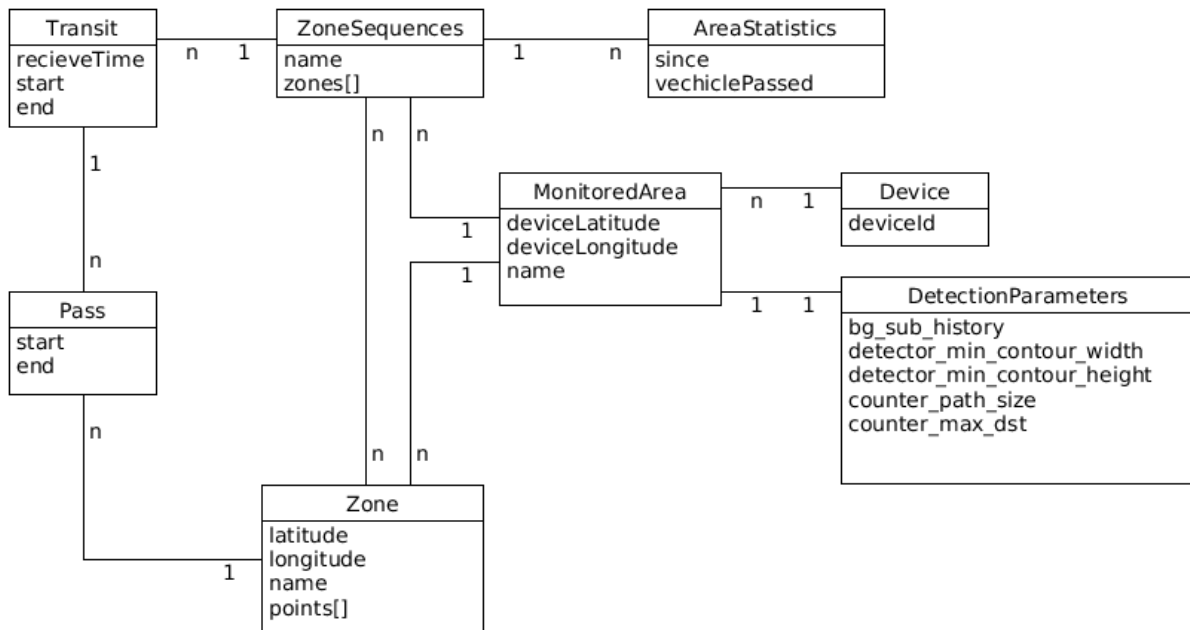 Transit
recieveTime
start
end
n
1
ZoneSequences
name
zones[]
1
n
AreaStatistics
since
vechiclePassed
1
n
n
n
MonitoredArea
deviceLatitude
deviceLongitude
name
1
1
n
1
Device
deviceId
1
1
DetectionParameters
bg_sub_history
detector_min_contour_width
detector_min_contour_height
counter_path_size
counter_max_dst
Pass
start
end
n
n
n
1
Zone
latitude
longitude
name
points[]